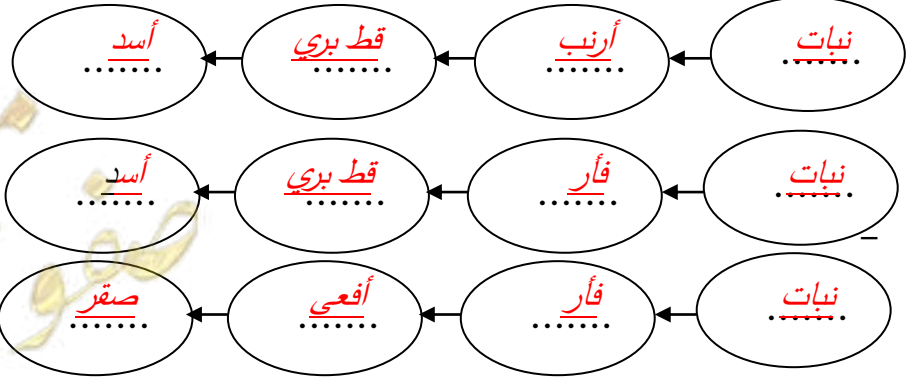 نبات أرنب قط بري أسد
نبات فأر قط بري أسد
نبات فأر أفعى صقر